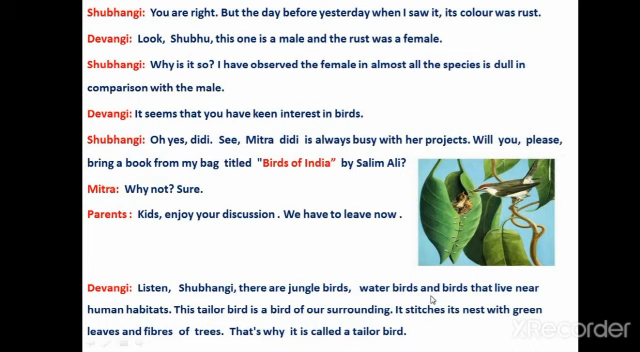 Shubhangi: You are right. But the day before yesterday when I saw it, its colour was rust.
Devangi: Look, Shubhu, this one is a male and the rust was a female.
Shubhangi: Why is it so? I have observed the female in almost all the species is dull in
comparison with the male.
Devangi: It seems that you have keen interest in birds.
Shubhangi: Oh yes, didi. See, Mitra didi is always busy with her projects. Will you, please,
bring a book from my bag titled "Birds of India” by Salim Ali?
Mitra: Why not? Sure.
Parents : Kids, enjoy your discussion . We have to leave now .
Devangi: Listen, Shubhangi, there are jungle birds, water birds and birds that live near
human habitats. This tailor bird is a bird of our surrounding. It stitches its nest with green
leaves and fibres of trees. That's why it is called a tailor bird.
XRecorder